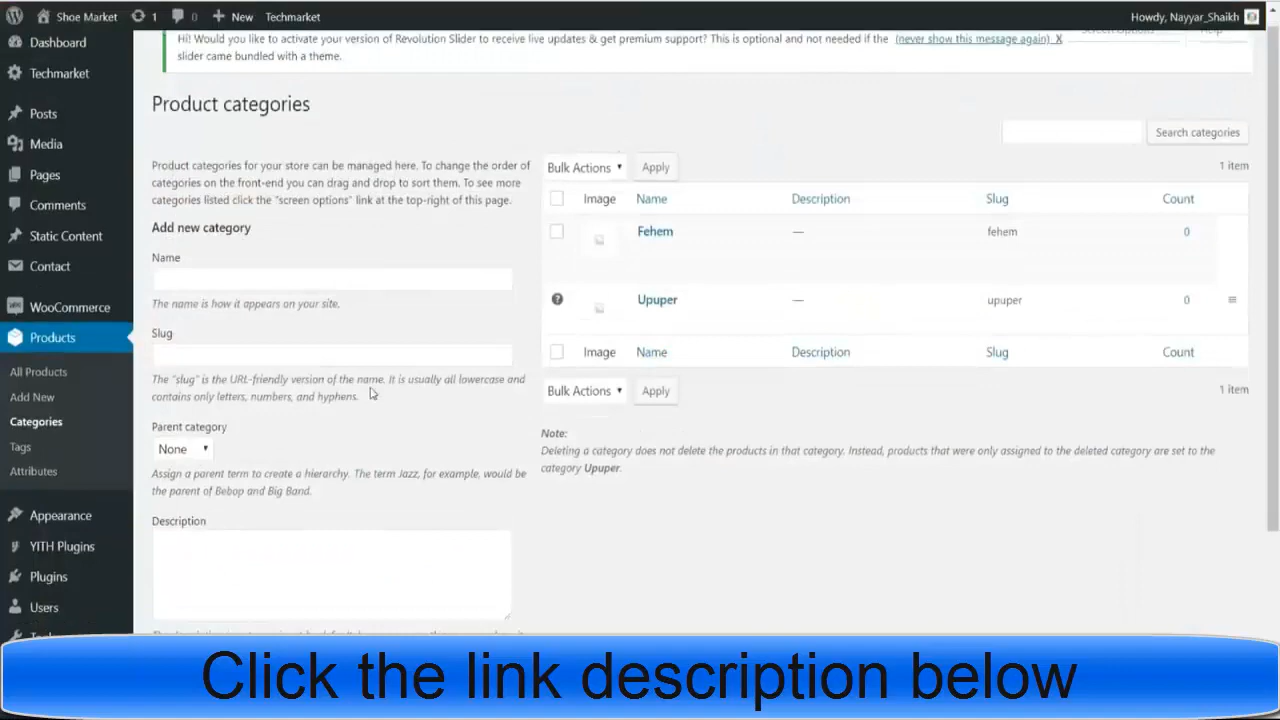 Shoe Market 1 0 New Techmarket Howdy, Nayyar_Shaikh
Dashboard
Techmarket
Posts
Media
Pages
Comments
Static Content
Contact
WooCommerce
Products
All Products
Add New
Categories
Tags
Attributes
Appearance
YITH Plugins
Plugins
Users
Hi! Would you like to activate your version of Revolution Slider to receive live updates & get premium support? This is optional and not needed if the (never show this message again) X
slider came bundled with a theme.
Product categories
Search categories
Product categories for your store can be managed here. To change the order of
categories on the front-end you can drag and drop to sort them. To see more
categories listed click the "screen options" link at the top-right of this page.
Add new category
Name
The name is how it appears on your site.
Slug
The "slug" is the URL-friendly version of the name. It is usually all lowercase and
contains only letters, numbers, and hyphens.
Parent category
None
Assign a parent term to create a hierarchy. The term Jazz, for example, would be
the parent of Bebop and Big Band.
Description
Bulk Actions Apply 1 item
Image Name Description Slug Count
Fehem — fehem 0
Upuper — upuper 0
Image Name Description Slug Count
Bulk Actions Apply 1 item
Note:
Deleting a category does not delete the products in that category. Instead, products that were only assigned to the deleted category are set to the
category Upuper.
Click the link description below